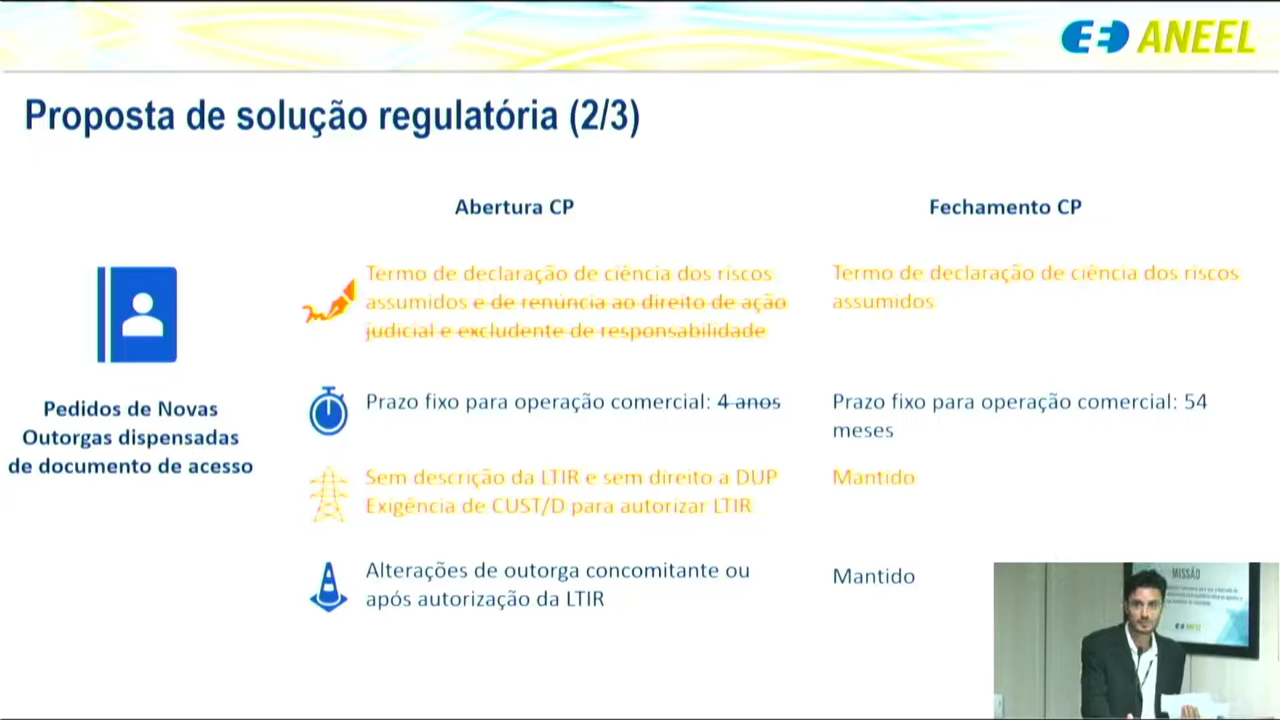 ANEEL
Proposta de solução regulatória (2/3)
Abertura CP
Fechamento CP
Pedidos de Novas
Outorgas dispensadas
de documento de acesso
Termo de declaração de ciência dos riscos
assumidos e de renúncia ao direito de ação
judicial e excludente de responsabilidade
Termo de declaração de ciência dos riscos
assumidos
Prazo fixo para operação comercial: 4 anos
Prazo fixo para operação comercial: 54
meses
Sem descrição da LTIR e sem direito a DUP
Exigência de CUST/D para autorizar LTIR
Mantido
Alterações de outorga concomitante ou
após autorização da LTIR
Mantido
MISSÃO